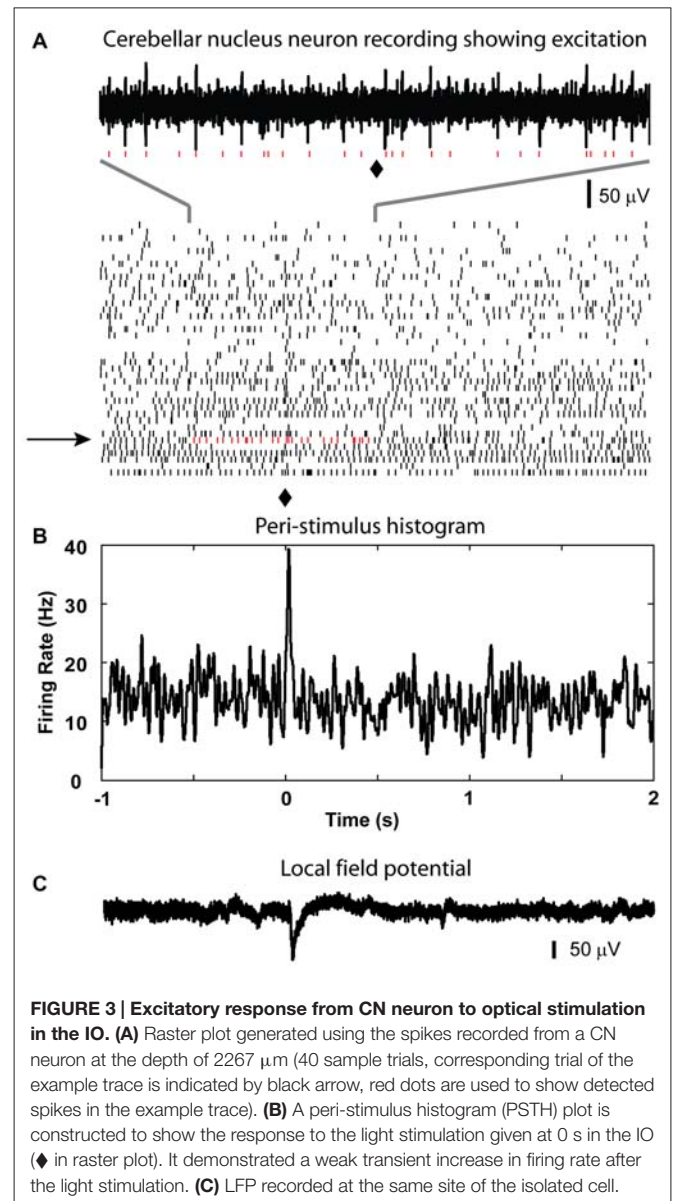 A
Cerebellar nucleus neuron recording showing excitation
♦
50 μV
♦
Peri-stimulus histogram
B
40
30
20
10
0
Firing Rate (Hz)
-1
0
1
2
Time (s)
Local field potential
C
50 μV
FIGURE 3 | Excitatory response from CN neuron to optical stimulation
in the IO. (A) Raster plot generated using the spikes recorded from a CN
neuron at the depth of 2267 μm (40 sample trials, corresponding trial of the
example trace is indicated by black arrow, red dots are used to show detected
spikes in the example trace). (B) A peri-stimulus histogram (PSTH) plot is
constructed to show the response to the light stimulation given at 0 s in the IO
(♦ in raster plot). It demonstrated a weak transient increase in firing rate after
the light stimulation. (C) LFP recorded at the same site of the isolated cell.